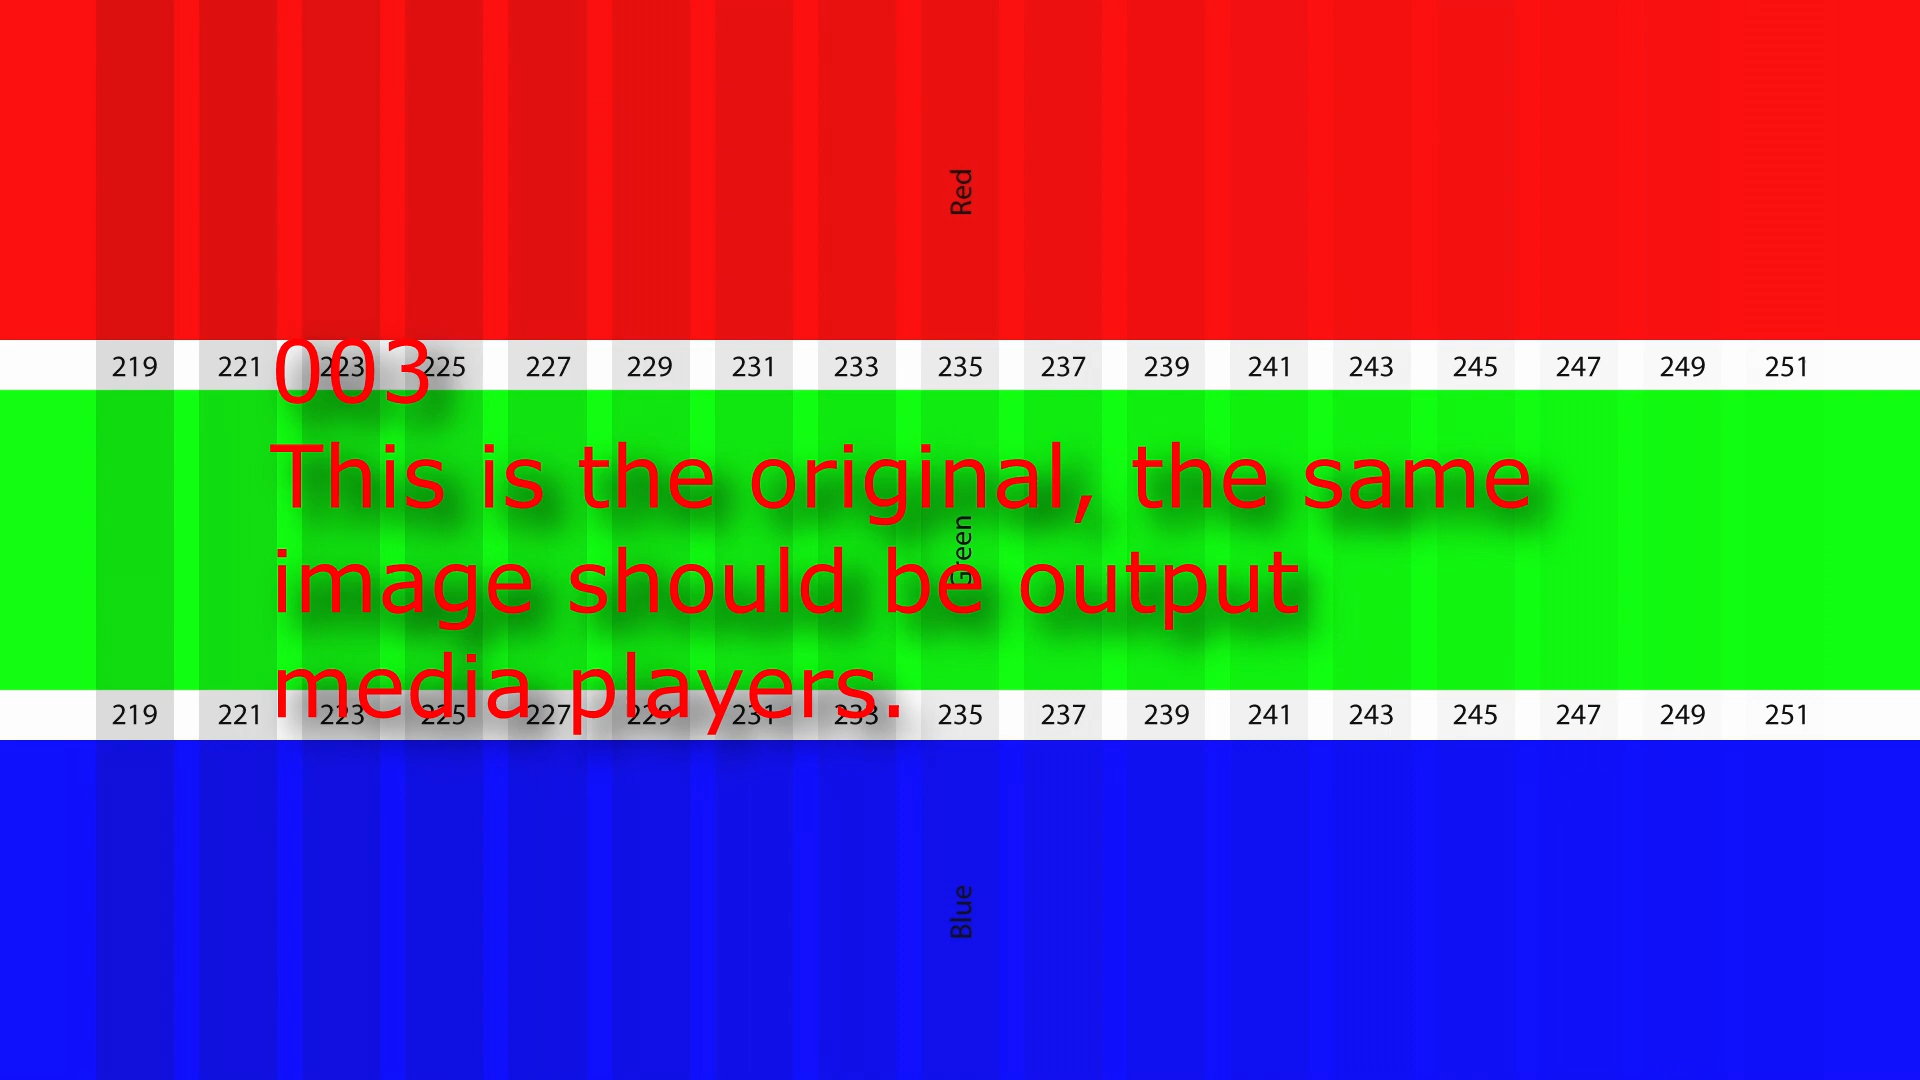 Red
219 221 223 225 227 229 231 233 235 237 239 241 243 245 247 249 251
003
This is the original, the same
Green
image should be output
media players.
219 221 223 225 227 229 231 233 235 237 239 241 243 245 247 249 251
Blue